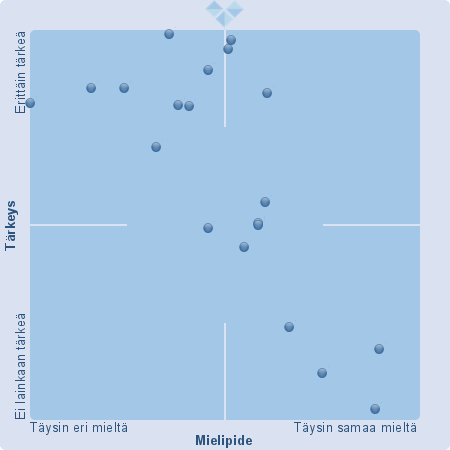 Erittäin tärkeä
Tärkeys
Ei lainkaan tärkeä
Täysin eri mieltä
Täysin samaa mieltä
Mielipide